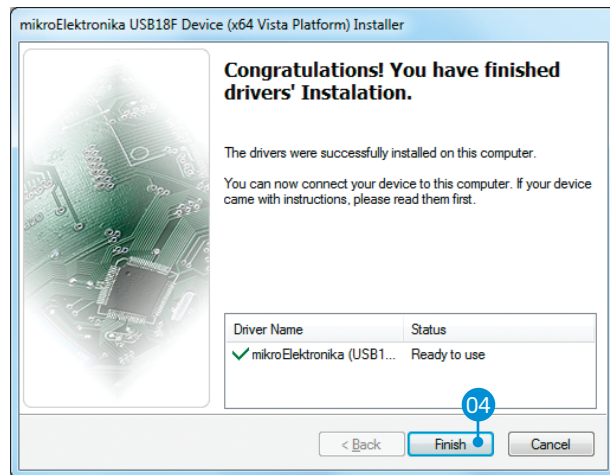 mikroElektronika USB18F Device (x64 Vista Platform) Installer
Congratulations! You have finished
drivers' Instalation.
The drivers were successfully installed on this computer.
You can now connect your device to this computer. If your device
came with instructions, please read them first.
Driver Name Status
mikroElektronika (USB1... Ready to use
04
< Back Finish Cancel